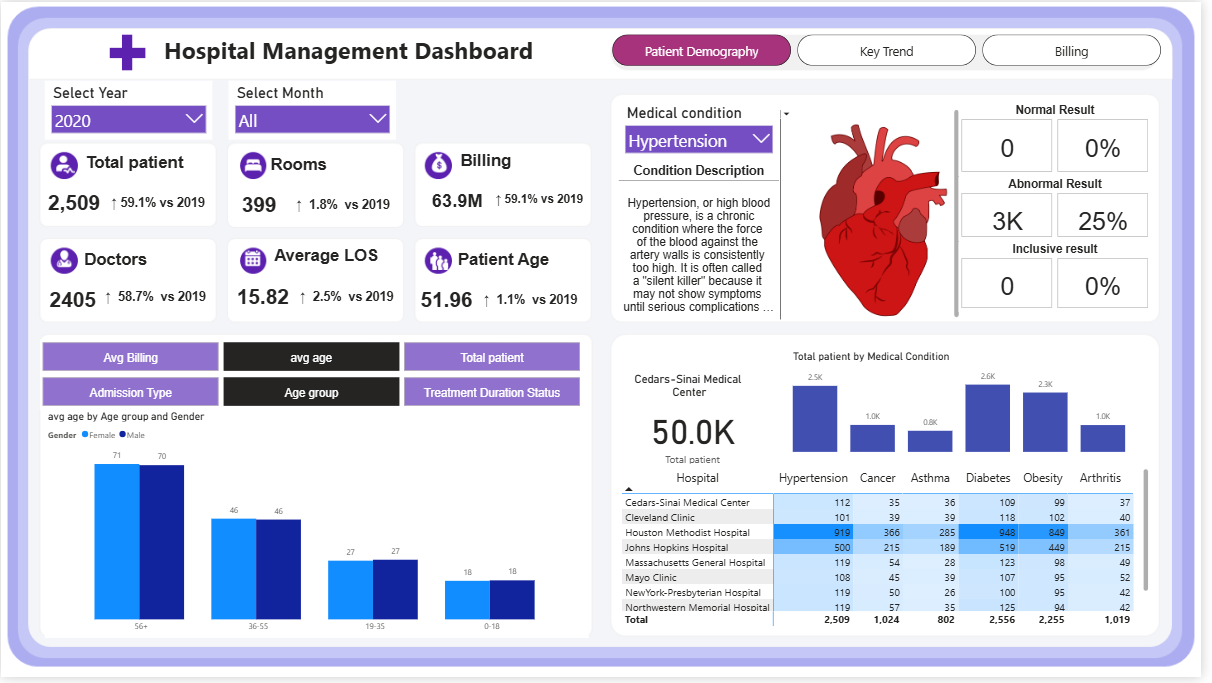 Hospital Management Dashboard
Patient Demography
Key Trend
Billing
Select Year
2020
Select Month
All
Total patient
2,509 ↑ 59.1% vs 2019
Rooms
399 ↑ 1.8% vs 2019
Billing
63.9M ↑ 59.1% vs 2019
Doctors
2405 ↑ 58.7% vs 2019
Average LOS
15.82 ↑ 2.5% vs 2019
Patient Age
51.96 ↑ 1.1% vs 2019
Medical condition
Hypertension
Condition Description
Hypertension, or high blood
pressure, is a chronic
condition where the force
of the blood against the
artery walls is consistently
too high. It is often called
a "silent killer" because it
may not show symptoms
until serious complications ...
Normal Result
0 0%
Abnormal Result
3K 25%
Inclusive result
0 0%
Avg Billing avg age Total patient
Admission Type Age group Treatment Duration Status
avg age by Age group and Gender
Gender Female Male
71 70
46 46
27 27
18 18
56+ 36-55 19-35 0-18
Cedars-Sinai Medical
Center
50.0K
Total patient
Total patient by Medical Condition
2.5K 1.0K 0.8K 2.6K 2.3K 1.0K
Hospital Hypertension Cancer Asthma Diabetes Obesity Arthritis
Cedars-Sinai Medical Center 112 35 36 109 99 37
Cleveland Clinic 101 39 39 118 102 40
Houston Methodist Hospital 919 366 285 948 849 361
Johns Hopkins Hospital 500 215 189 519 449 215
Massachusetts General Hospital 119 54 28 123 98 49
Mayo Clinic 108 45 39 107 95 52
NewYork-Presbyterian Hospital 119 50 26 100 95 42
Northwestern Memorial Hospital 119 57 35 125 94 42
Total 2,509 1,024 802 2,556 2,255 1,019